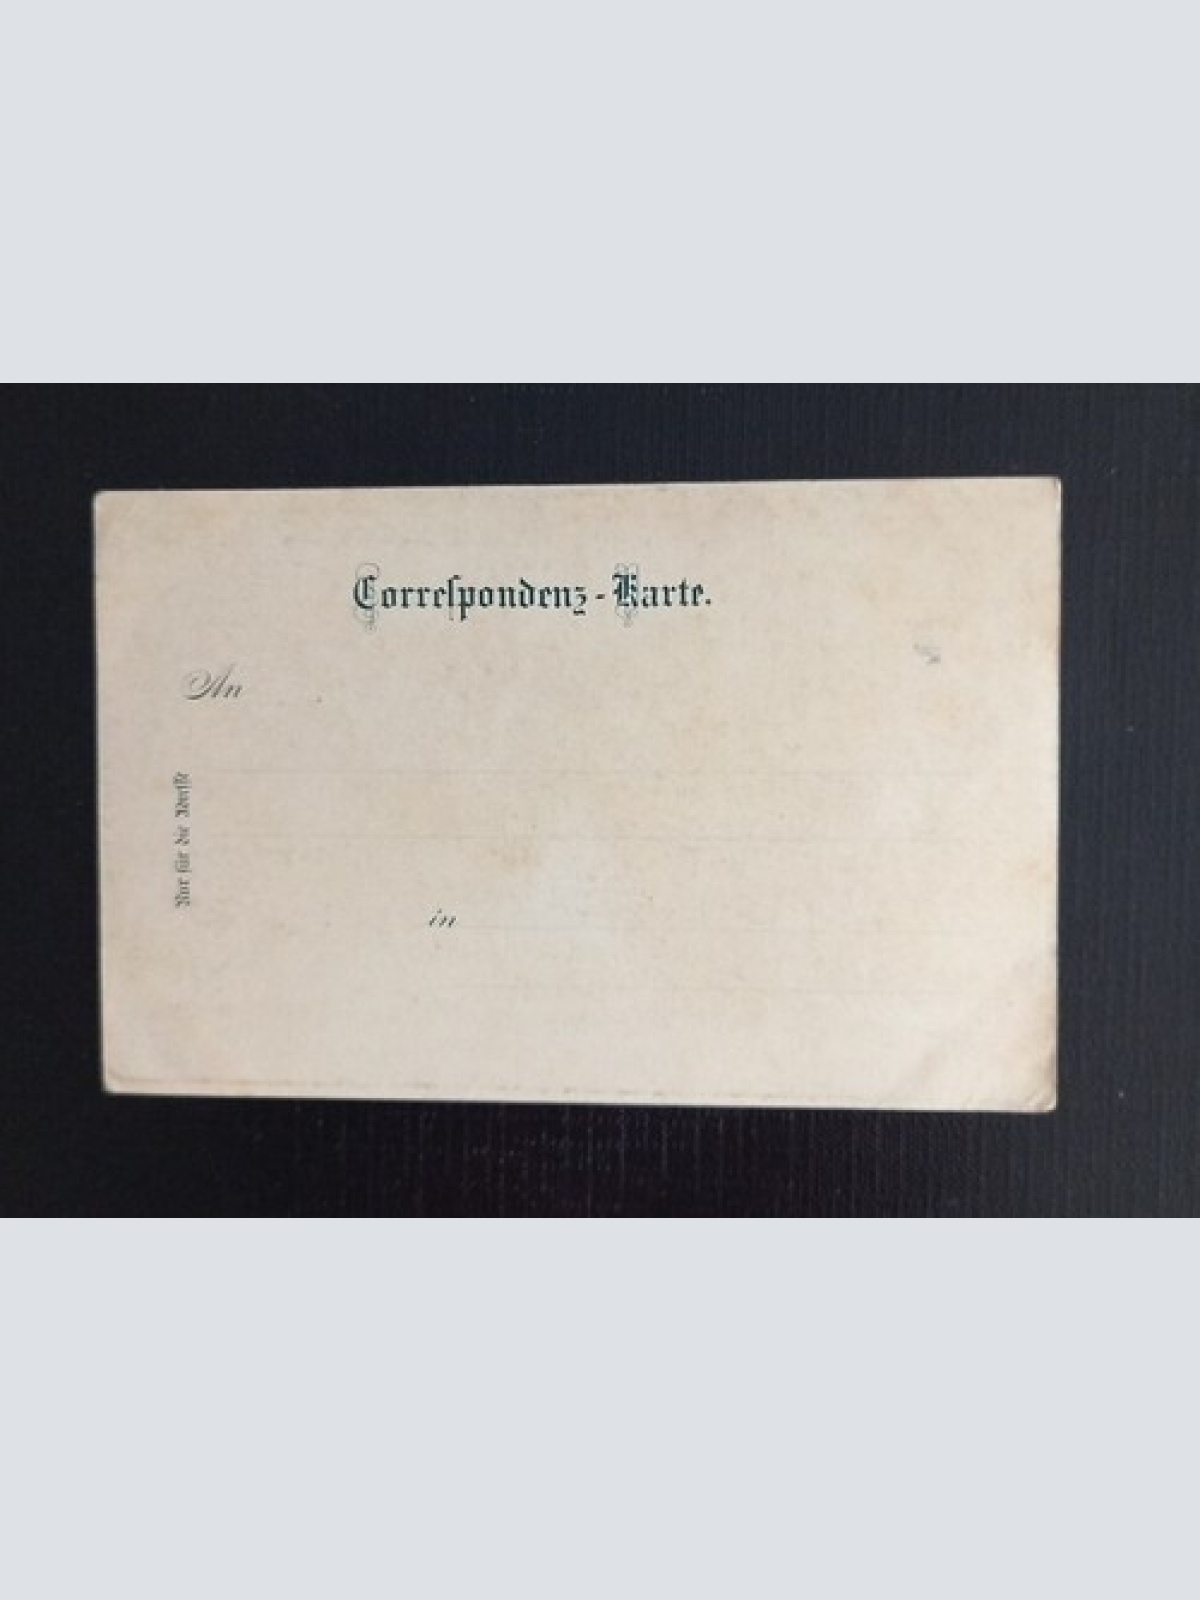 Correſpondenz-Karte.
An
Nur für die Adreſſe
in